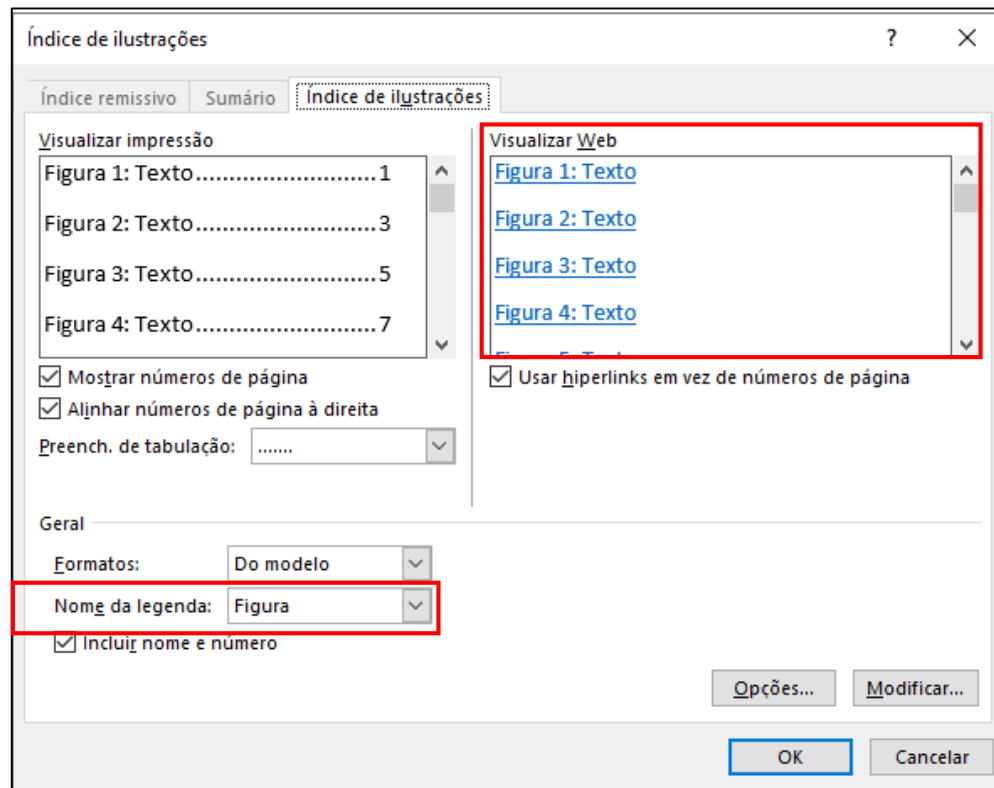 Índice de ilustrações
Índice remissivo Sumário Índice de ilustrações
Visualizar impressão
Figura 1: Texto................................1
Figura 2: Texto................................3
Figura 3: Texto................................5
Figura 4: Texto................................7
Mostrar números de página
Alinhar números de página à direita
Preench. de tabulação: .......
Visualizar Web
Figura 1: Texto
Figura 2: Texto
Figura 3: Texto
Figura 4: Texto
Usar hiperlinks em vez de números de página
Geral
Formatos: Do modelo
Nome da legenda: Figura
Incluir nome e número
Opções... Modificar...
OK Cancelar